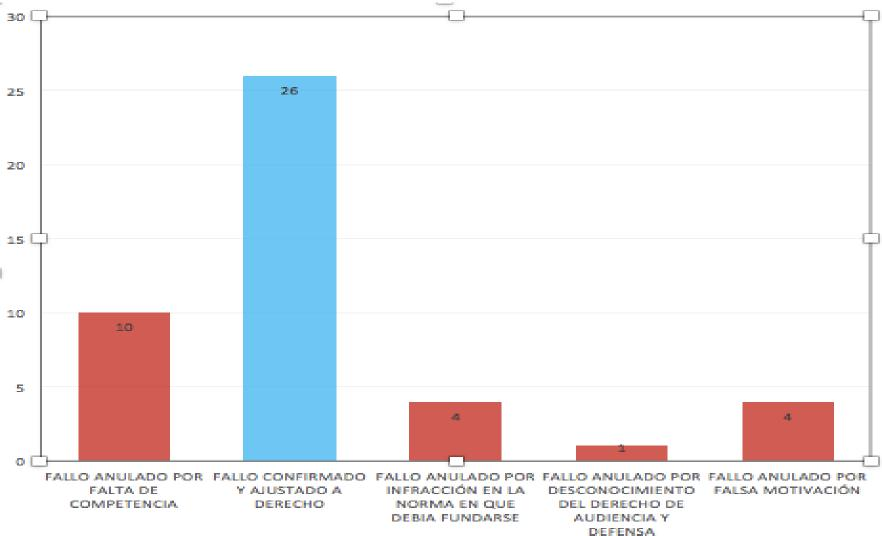 30
25
20
15
10
5
0
10
26
4
1
4
FALLO ANULADO POR
FALTA DE
COMPETENCIA
FALLO CONFIRMADO
Y AJUSTADO A
DERECHO
FALLO ANULADO POR
INFRACCIÓN EN LA
NORMA EN QUE
DEBIA FUNDARSE
FALLO ANULADO POR
DESCONOCIMIENTO
DEL DERECHO DE
AUDIENCIA Y
DEFENSA
FALLO ANULADO POR
FALSA MOTIVACIÓN